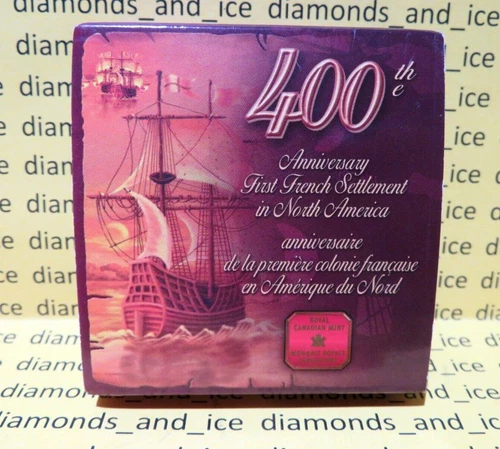 diamonds_and_ice diamonds_and_ice
400th
e
Anniversary
First French Settlement
in North America
anniversaire
de la première colonie française
en Amérique du Nord
ROYAL
CANADIAN MINT
diamonds_and_ice diamonds_and_ice